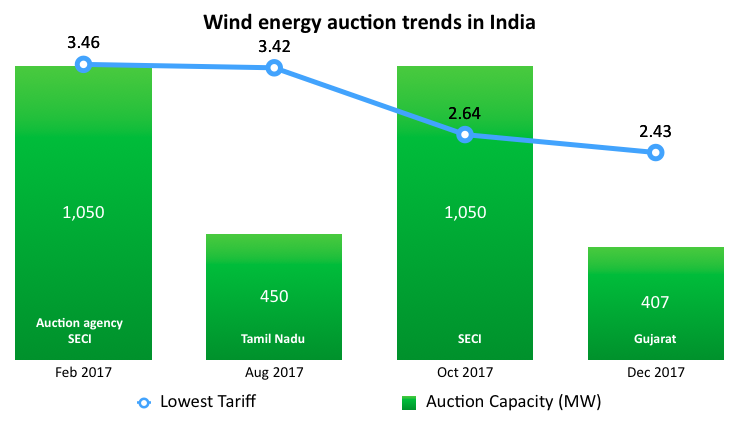 Wind energy auction trends in India
3.46
3.42
2.64
2.43
1,050
450
1,050
407
Auction agency
SECI
Tamil Nadu
SECI
Gujarat
Feb 2017
Aug 2017
Oct 2017
Dec 2017
Lowest Tariff
Auction Capacity (MW)